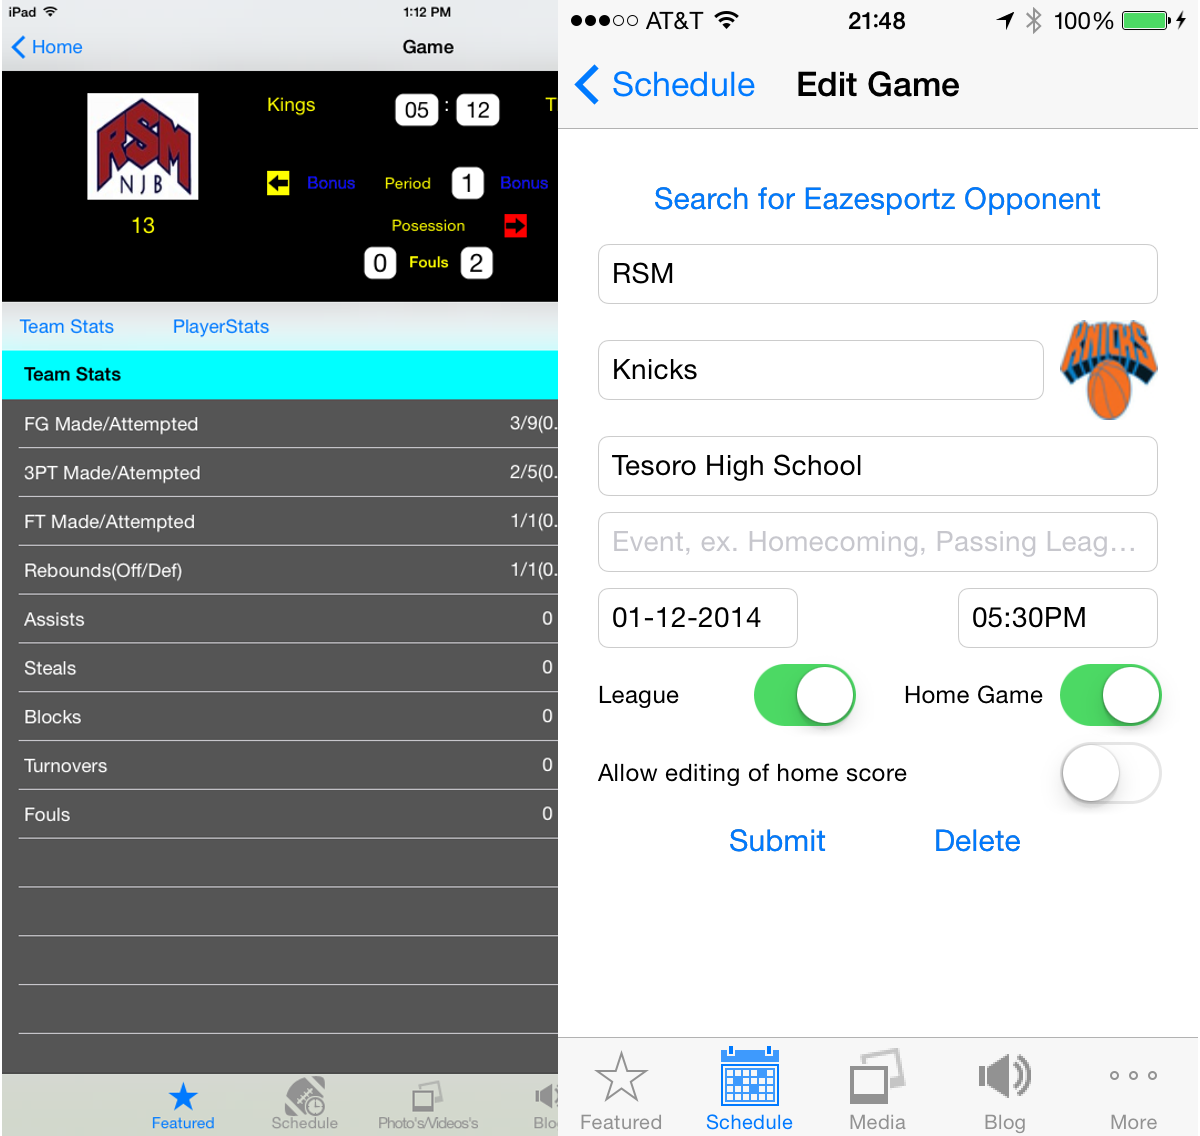 iPad 1:12 PM
Home Game
RSM
NJB
Kings 05 : 12 T
Bonus Period 1 Bonus
13
Posession
0 Fouls 2
Team Stats PlayerStats
Team Stats
FG Made/Attempted 3/9(0.
3PT Made/Atempted 2/5(0.
FT Made/Attempted 1/1(0.
Rebounds(Off/Def) 1/1(0.
Assists 0
Steals 0
Blocks 0
Turnovers 0
Fouls 0
Featured Schedule Photo's/Videos's Blo
AT&T 21:48 100%
Schedule Edit Game
Search for Eazesportz Opponent
RSM
Knicks
KNICKS
Tesoro High School
Event, ex. Homecoming, Passing Leag...
01-12-2014 05:30PM
League Home Game
Allow editing of home score
Submit Delete
Featured Schedule Media Blog More